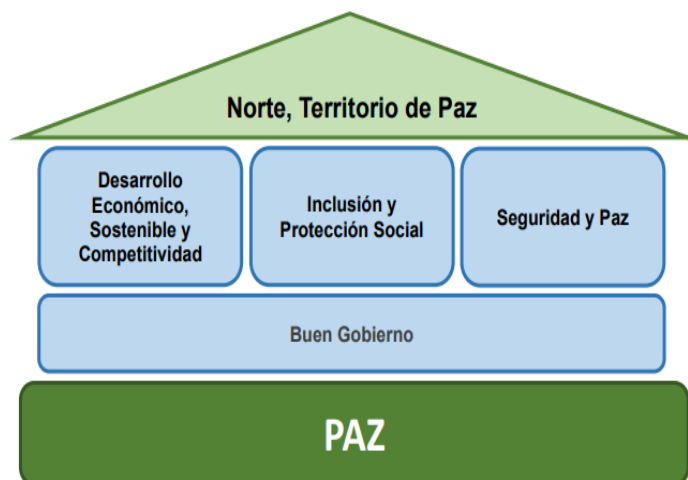 Norte, Territorio de Paz
Desarrollo
Económico,
Sostenible y
Competitividad
Inclusión y
Protección Social
Seguridad y Paz
Buen Gobierno
PAZ